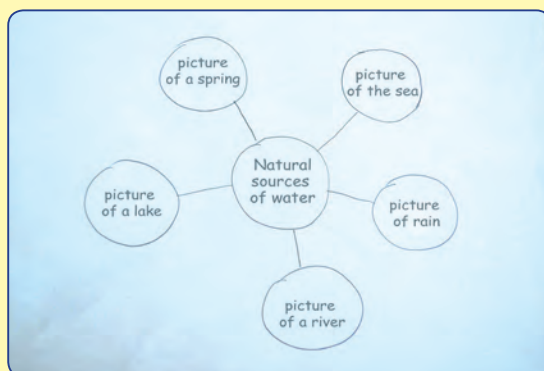 picture
of a spring
picture
of the sea
Natural
sources
of water
picture
of a lake
picture
of rain
picture
of a river